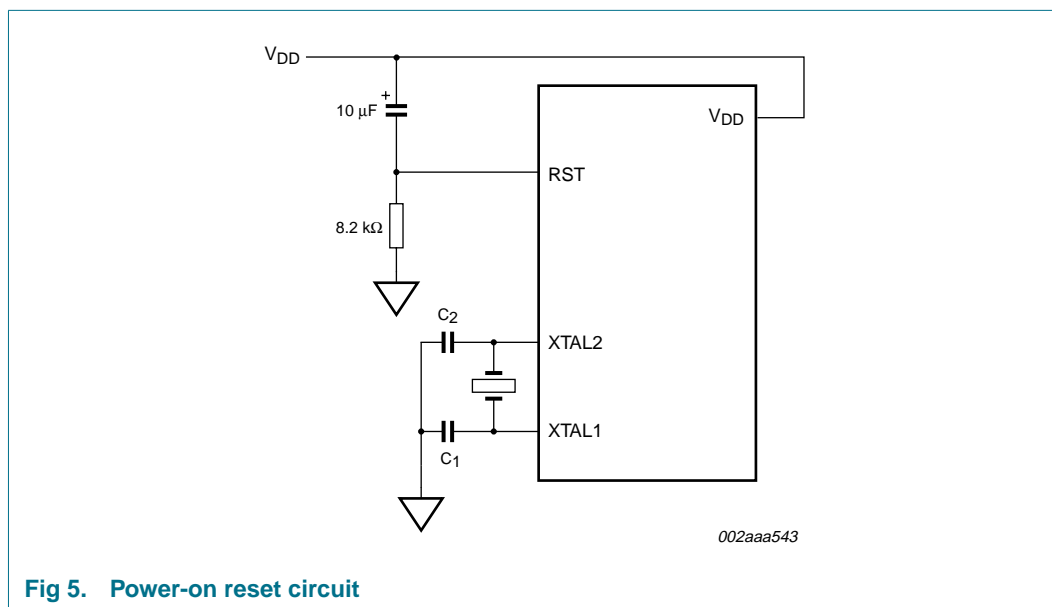 VDD
+
10 μF
VDD
RST
8.2 kΩ
C2
XTAL2
XTAL1
C1
002aaa543
Fig 5. Power-on reset circuit